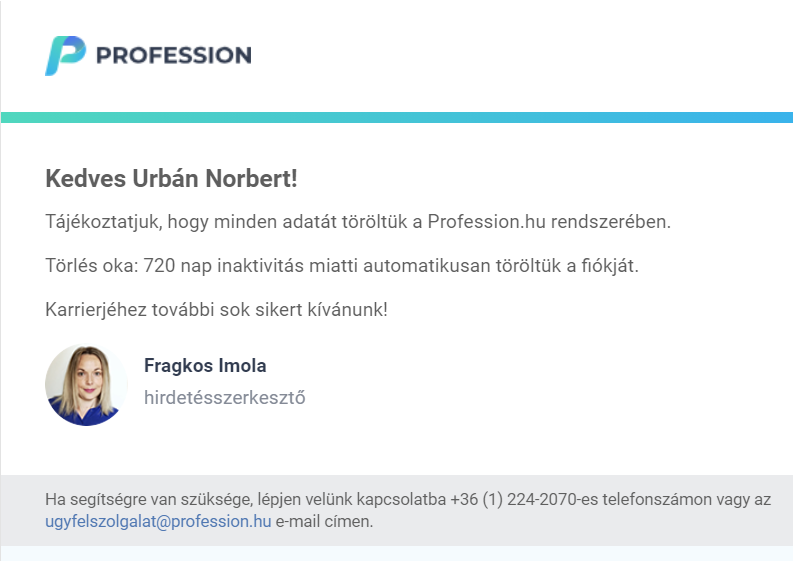 PROFESSION
Kedves Urbán Norbert!
Tájékoztatjuk, hogy minden adatát töröltük a Profession.hu rendszerében.
Törlés oka: 720 nap inaktivitás miatti automatikusan töröltük a fiókját.
Karrierjéhez további sok sikert kívánunk!
Fragkos Imola
hirdetésszerkesztő
Ha segítségre van szüksége, lépjen velünk kapcsolatba +36 (1) 224-2070-es telefonszámon vagy az
ugyfelszolgalat@profession.hu e-mail címen.